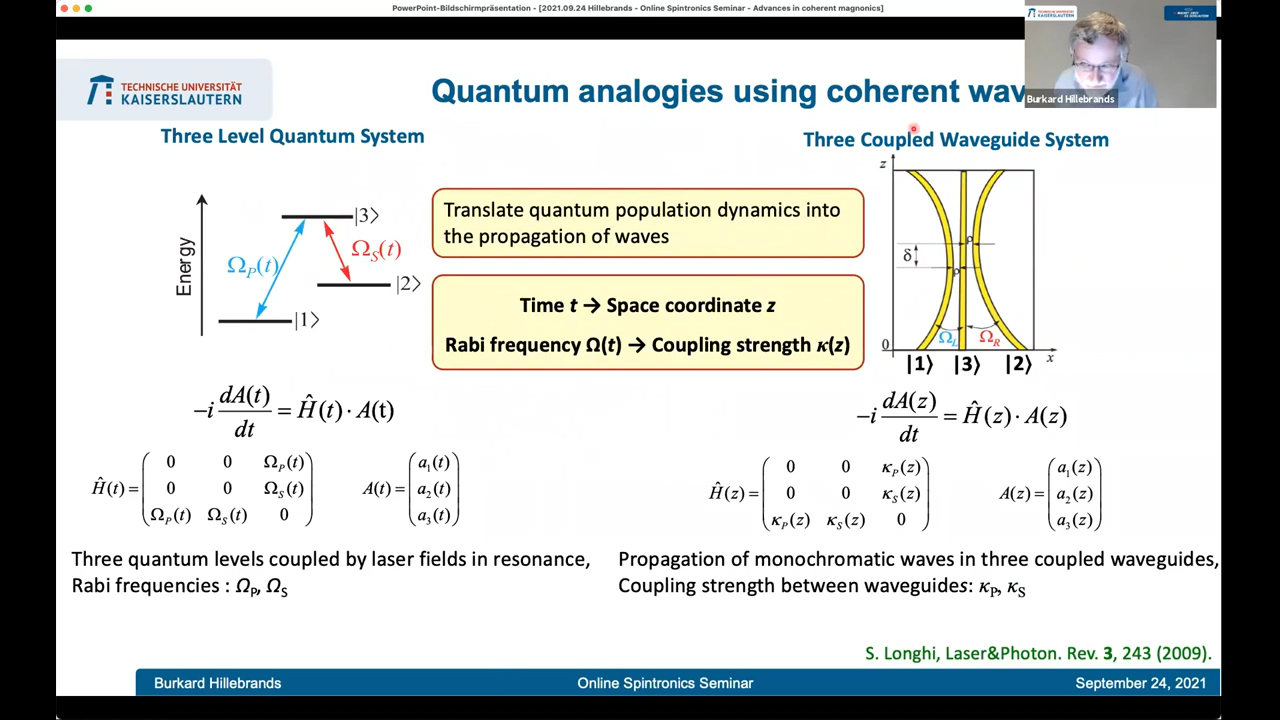 PowerPoint-Bildschirmpräsentation - [2021.09.24 Hillebrands - Online Spintronics Seminar - Advances in coherent magnonics]
TECHNISCHE UNIVERSITÄT
KAISERSLAUTERN
Quantum analogies using coherent wav
Burkard Hillebrands
Three Level Quantum System
Three Coupled Waveguide System
Energy
|3>
Ω_P(t)
Ω_S(t)
|2>
|1>
Translate quantum population dynamics into
the propagation of waves
Time t → Space coordinate z
Rabi frequency Ω(t) → Coupling strength κ(z)
z
δ
ρ
ρ
Ω_L
Ω_R
0
x
|1> |3> |2>
-i dA(t)/dt = Ĥ(t) · A(t)
Ĥ(t) = ( 0 0 Ω_P(t)
0 0 Ω_S(t)
Ω_P(t) Ω_S(t) 0 )
A(t) = ( a_1(t)
a_2(t)
a_3(t) )
-i dA(z)/dt = Ĥ(z) · A(z)
Ĥ(z) = ( 0 0 κ_P(z)
0 0 κ_S(z)
κ_P(z) κ_S(z) 0 )
A(z) = ( a_1(z)
a_2(z)
a_3(z) )
Three quantum levels coupled by laser fields in resonance,
Rabi frequencies : Ω_P, Ω_S
Propagation of monochromatic waves in three coupled waveguides,
Coupling strength between waveguides: κ_P, κ_S
S. Longhi, Laser&Photon. Rev. 3, 243 (2009).
Burkard Hillebrands
Online Spintronics Seminar
September 24, 2021